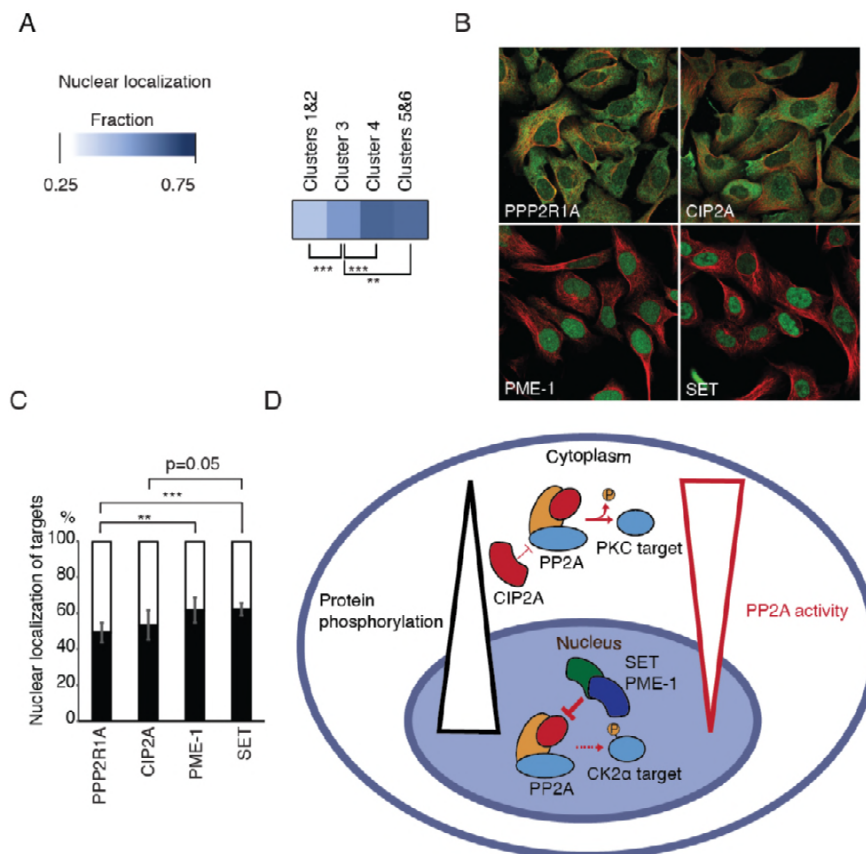 A
Nuclear localization
Fraction
0.25
0.75
Clusters 1&2
Cluster 3
Cluster 4
Clusters 5&6
***
***
**
B
PPP2R1A
CIP2A
PME-1
SET
C
p=0.05
***
**
%
100
80
60
40
20
0
Nuclear localization of targets
PPP2R1A
CIP2A
PME-1
SET
D
Cytoplasm
P
PKC target
PP2A
CIP2A
Protein
phosphorylation
PP2A activity
Nucleus
SET
PME-1
P
CK2α target
PP2A